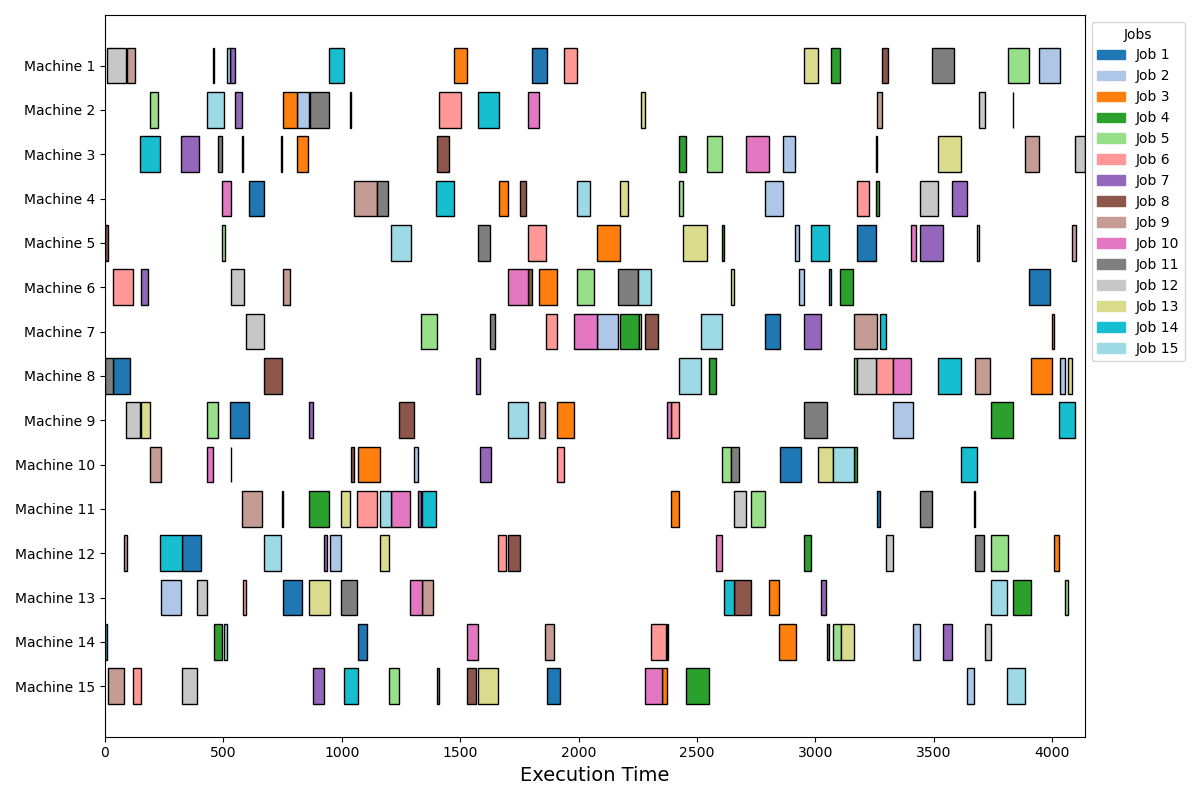 Machine 1
Machine 2
Machine 3
Machine 4
Machine 5
Machine 6
Machine 7
Machine 8
Machine 9
Machine 10
Machine 11
Machine 12
Machine 13
Machine 14
Machine 15
0 500 1000 1500 2000 2500 3000 3500 4000
Execution Time
Jobs
Job 1
Job 2
Job 3
Job 4
Job 5
Job 6
Job 7
Job 8
Job 9
Job 10
Job 11
Job 12
Job 13
Job 14
Job 15